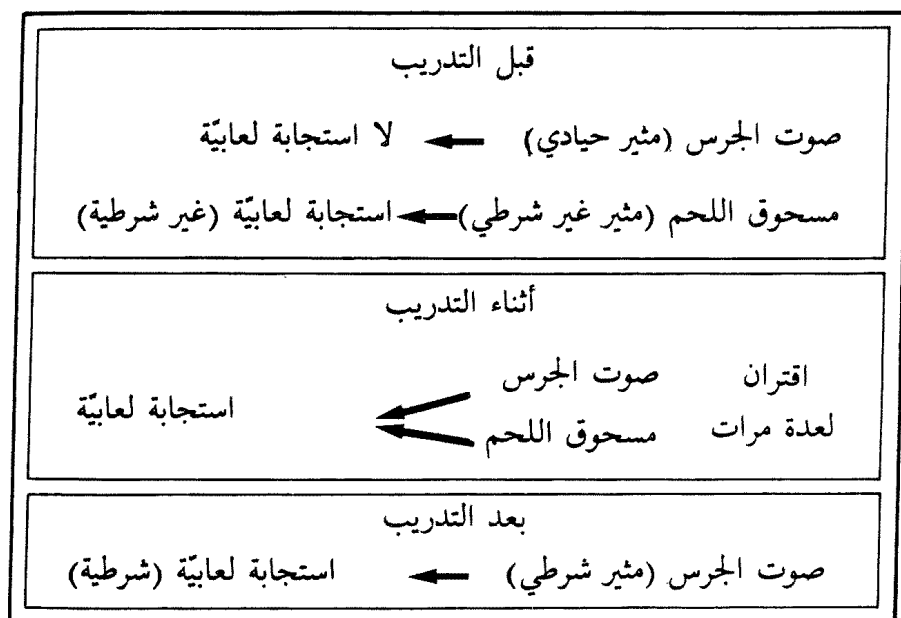 قبل التدريب
صوت الجرس (مثير حيادي) ← لا استجابة لعابيّة
مسحوق اللحم (مثير غير شرطي) ← استجابة لعابيّة (غير شرطية)
أثناء التدريب
اقتران صوت الجرس
استجابة لعابيّة
لعدة مرات مسحوق اللحم
بعد التدريب
صوت الجرس (مثير شرطي) ← استجابة لعابيّة (شرطية)